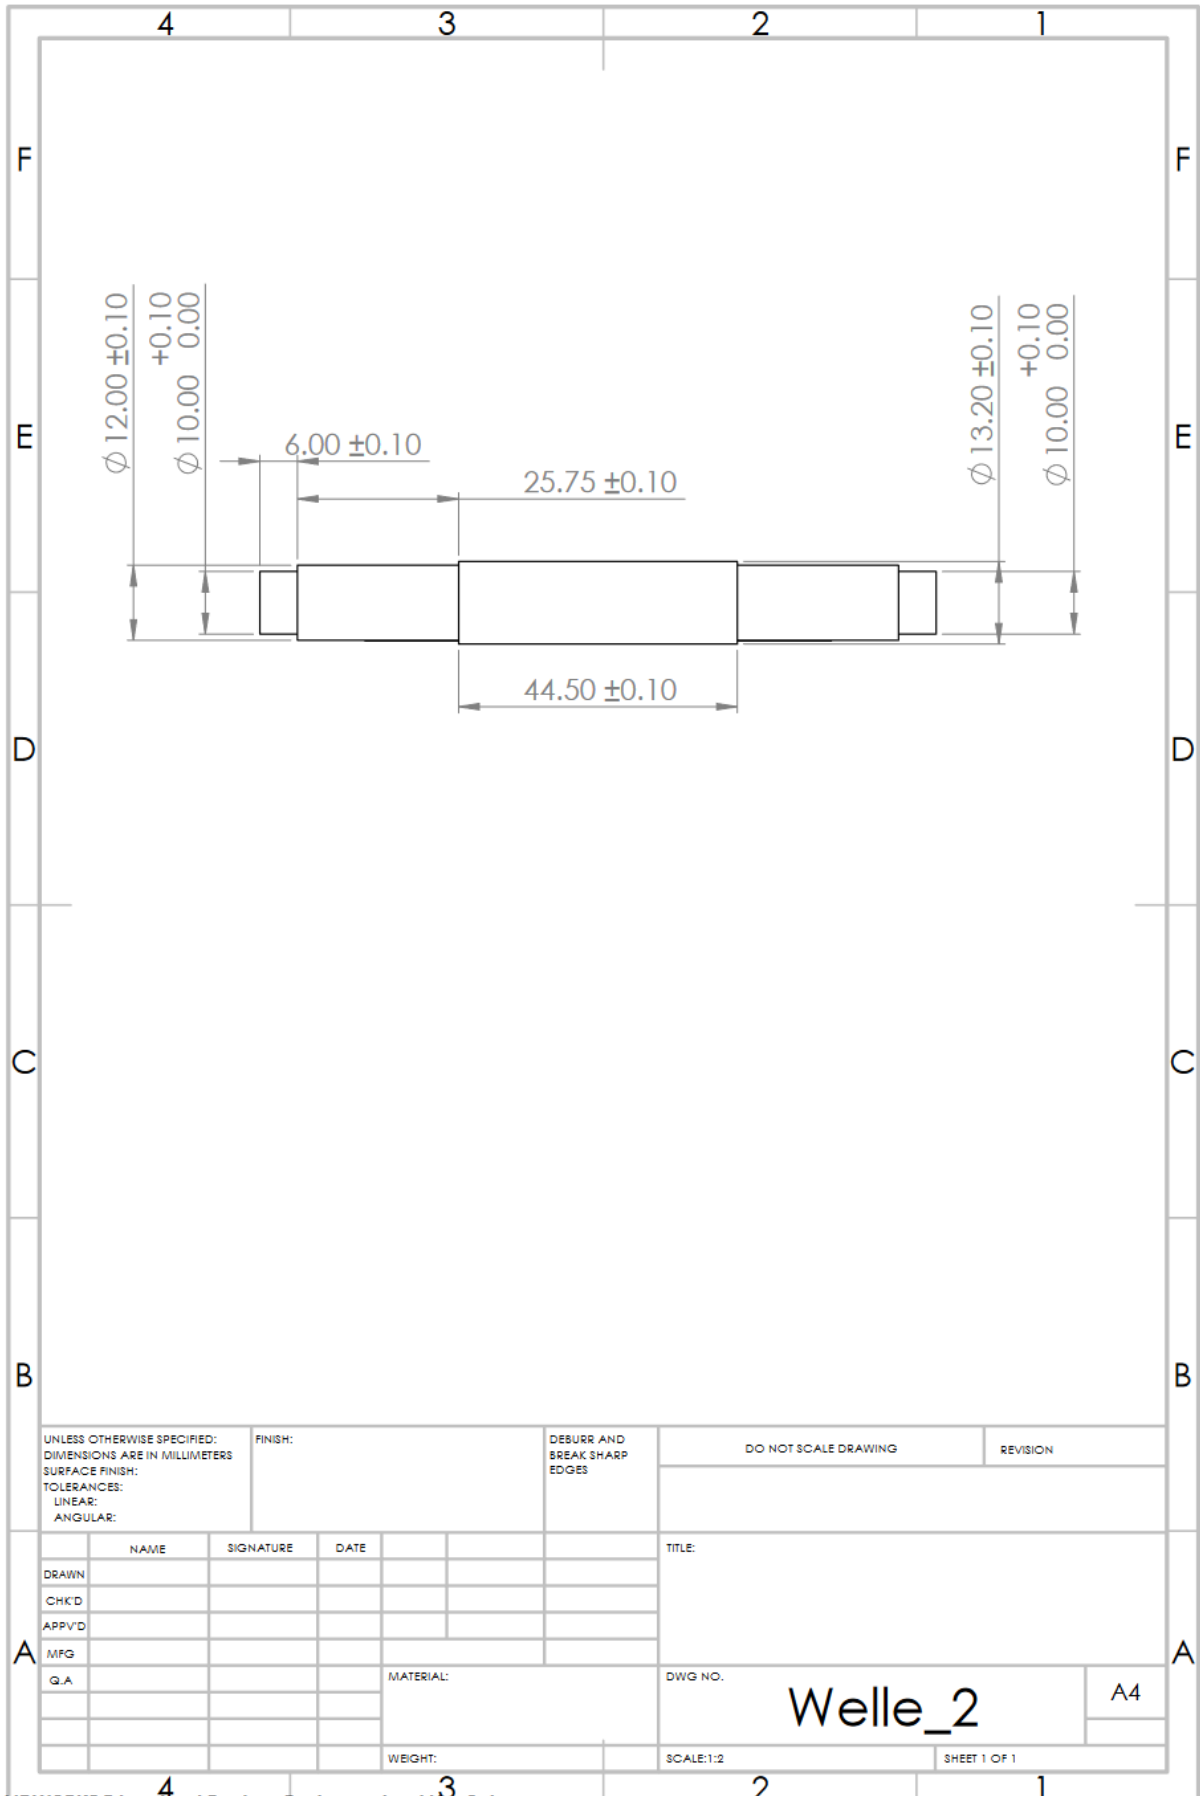 4 3 2 1
F F
Ø 12.00 ±0.10
Ø 10.00 +0.10 0.00
Ø 13.20 ±0.10
Ø 10.00 +0.10 0.00
E E
6.00 ±0.10
25.75 ±0.10
44.50 ±0.10
D D
C C
B B
UNLESS OTHERWISE SPECIFIED:
DIMENSIONS ARE IN MILLIMETERS
SURFACE FINISH:
TOLERANCES:
LINEAR:
ANGULAR:
FINISH:
DEBURR AND
BREAK SHARP
EDGES
DO NOT SCALE DRAWING
REVISION
NAME SIGNATURE DATE
TITLE:
DRAWN
CHK'D
APPV'D
A A
MFG
Q.A
MATERIAL:
DWG NO.
Welle_2
A4
WEIGHT:
SCALE:1:2
SHEET 1 OF 1
4 3 2 1